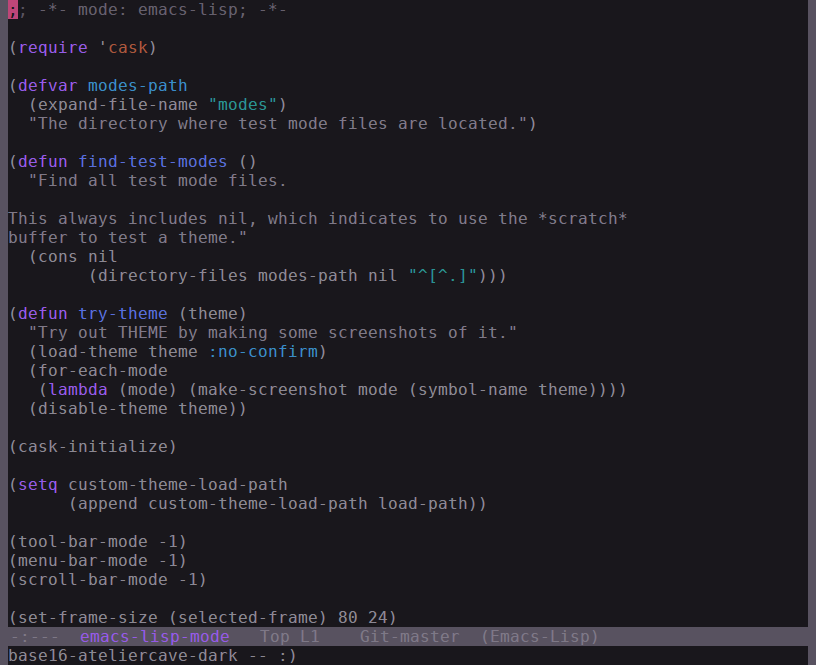 ;; -*- mode: emacs-lisp; -*-

(require 'cask)

(defvar modes-path
  (expand-file-name "modes")
  "The directory where test mode files are located.")

(defun find-test-modes ()
  "Find all test mode files.

This always includes nil, which indicates to use the *scratch*
buffer to test a theme."
  (cons nil
        (directory-files modes-path nil "^[^.]")))

(defun try-theme (theme)
  "Try out THEME by making some screenshots of it."
  (load-theme theme :no-confirm)
  (for-each-mode
   (lambda (mode) (make-screenshot mode (symbol-name theme))))
  (disable-theme theme))

(cask-initialize)

(setq custom-theme-load-path
      (append custom-theme-load-path load-path))

(tool-bar-mode -1)
(menu-bar-mode -1)
(scroll-bar-mode -1)

(set-frame-size (selected-frame) 80 24)
-:---  emacs-lisp-mode   Top L1    Git-master  (Emacs-Lisp)
base16-ateliercave-dark -- :)